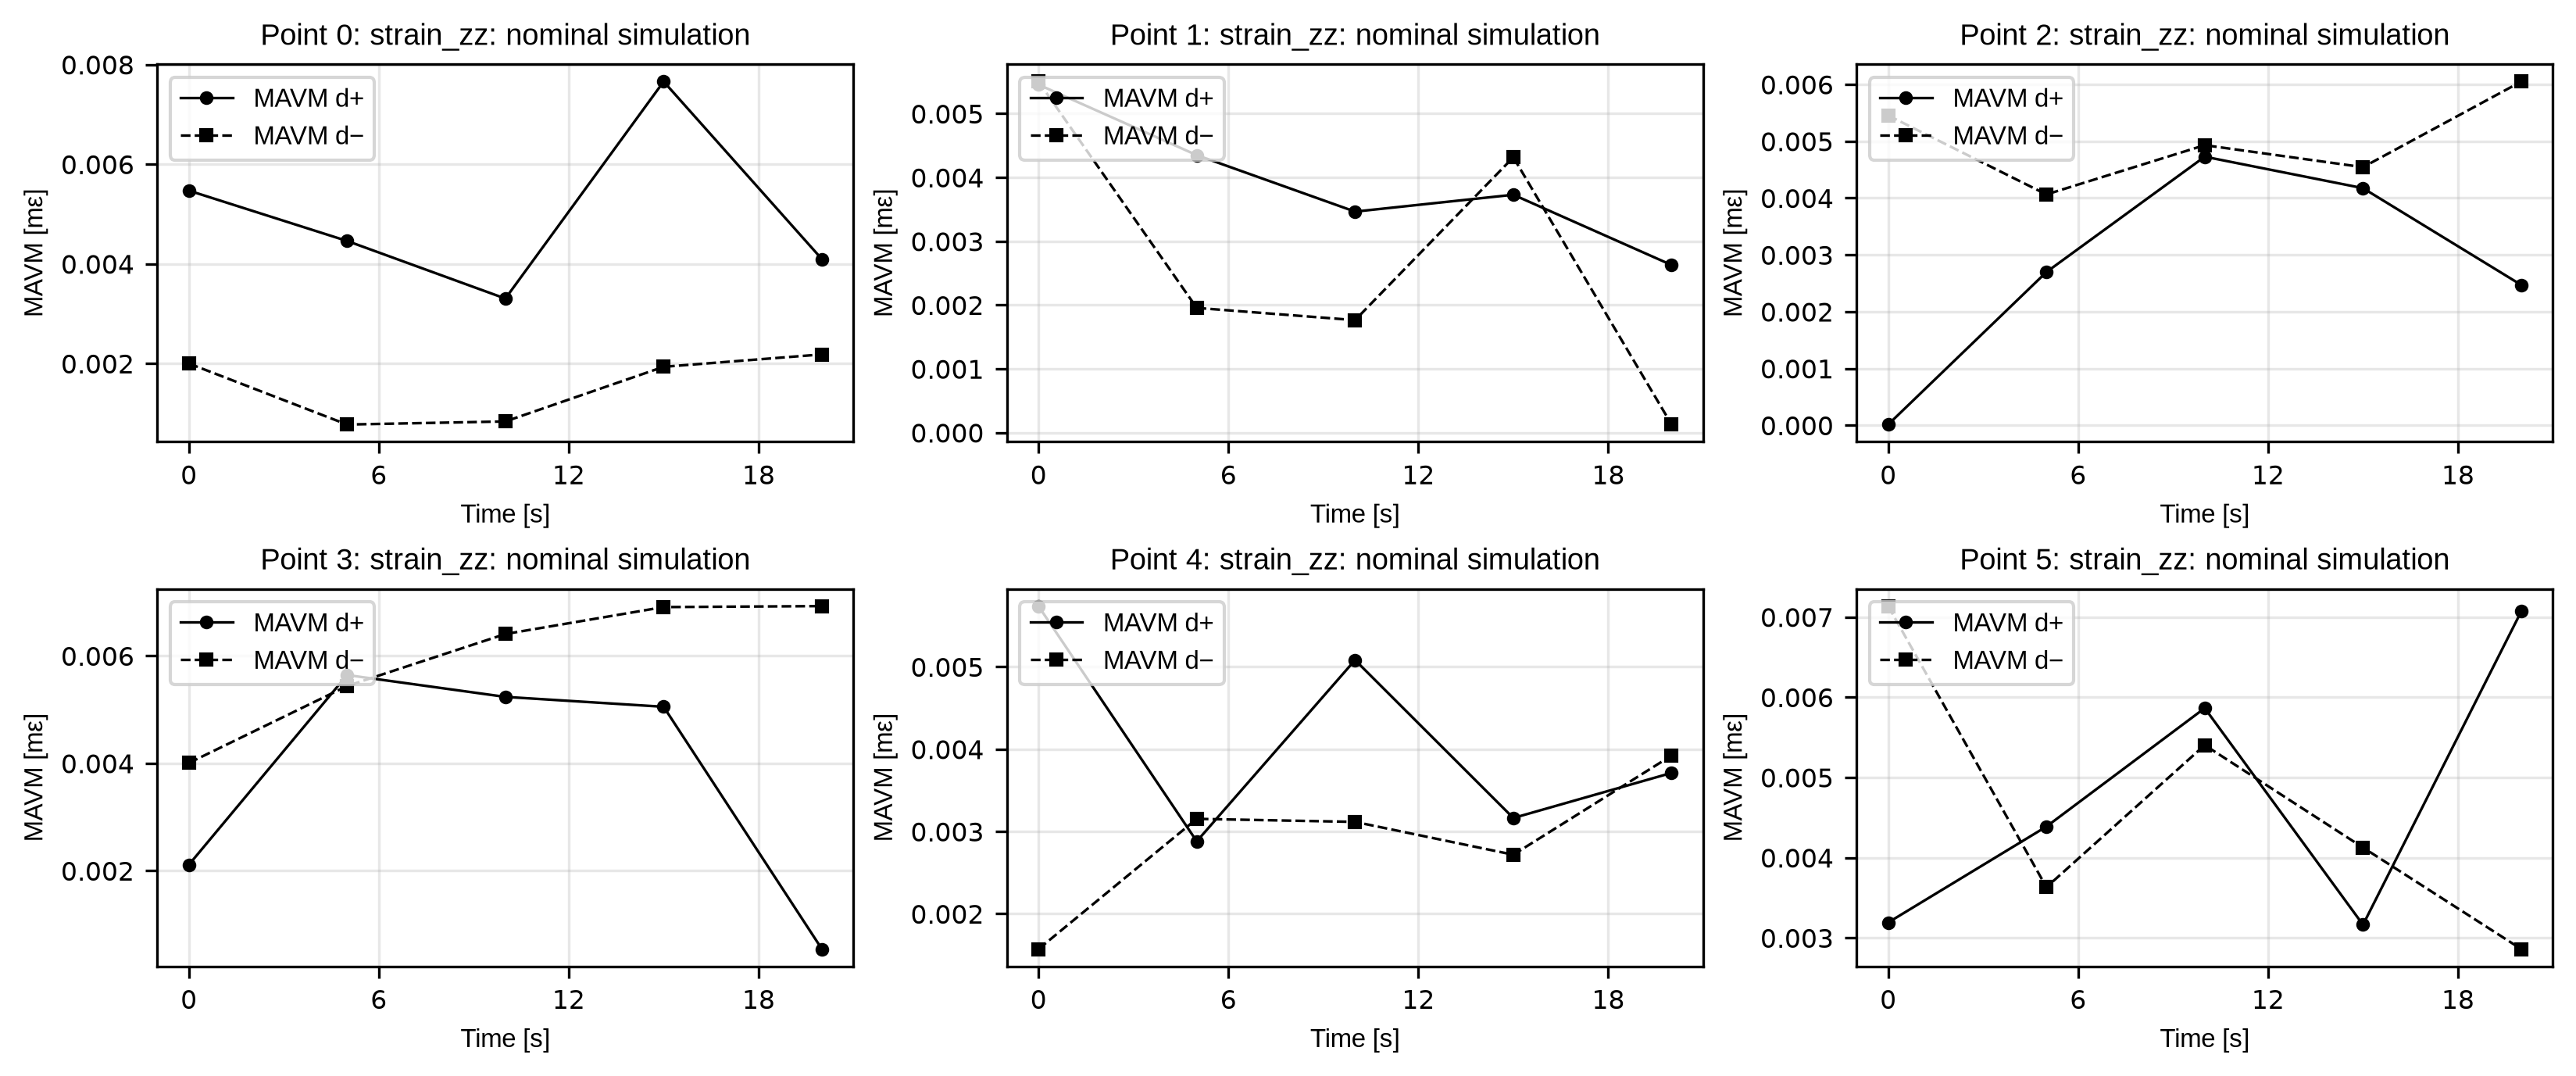 Point 0: strain_zz: nominal simulation
MAVM [mε]
0.008
0.006
0.004
0.002
MAVM d+
MAVM d−
0 6 12 18
Time [s]
Point 1: strain_zz: nominal simulation
MAVM [mε]
0.005
0.004
0.003
0.002
0.001
0.000
MAVM d+
MAVM d−
0 6 12 18
Time [s]
Point 2: strain_zz: nominal simulation
MAVM [mε]
0.006
0.005
0.004
0.003
0.002
0.001
0.000
MAVM d+
MAVM d−
0 6 12 18
Time [s]
Point 3: strain_zz: nominal simulation
MAVM [mε]
0.006
0.004
0.002
MAVM d+
MAVM d−
0 6 12 18
Time [s]
Point 4: strain_zz: nominal simulation
MAVM [mε]
0.005
0.004
0.003
0.002
MAVM d+
MAVM d−
0 6 12 18
Time [s]
Point 5: strain_zz: nominal simulation
MAVM [mε]
0.007
0.006
0.005
0.004
0.003
MAVM d+
MAVM d−
0 6 12 18
Time [s]